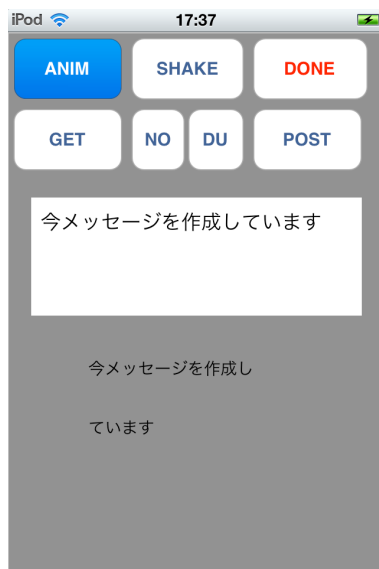 iPod 17:37
ANIM SHAKE DONE
GET NO DU POST
今メッセージを作成しています
今メッセージを作成し
ています